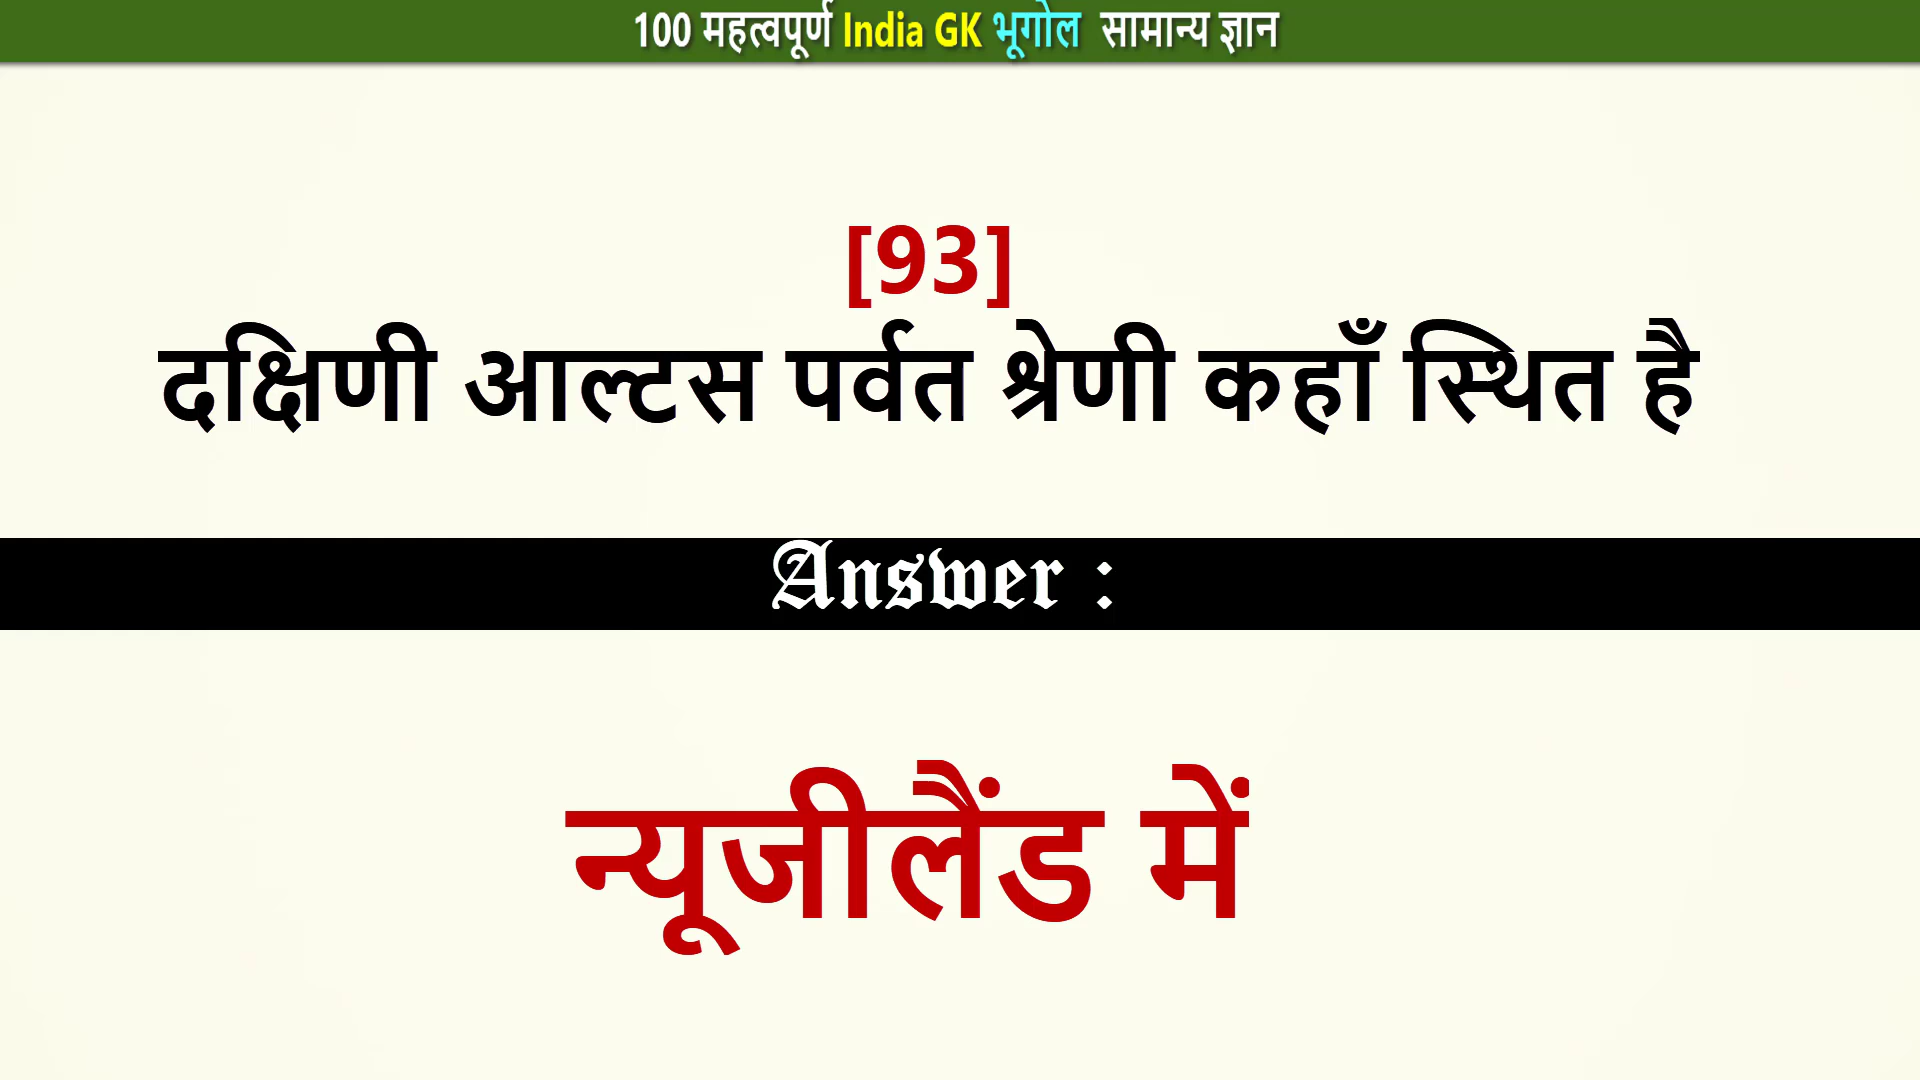 100 महत्वपूर्ण India GK भूगोल सामान्य ज्ञान
[93]
दक्षिणी आल्टस पर्वत श्रेणी कहाँ स्थित है
Answer :
न्यूजीलैंड में